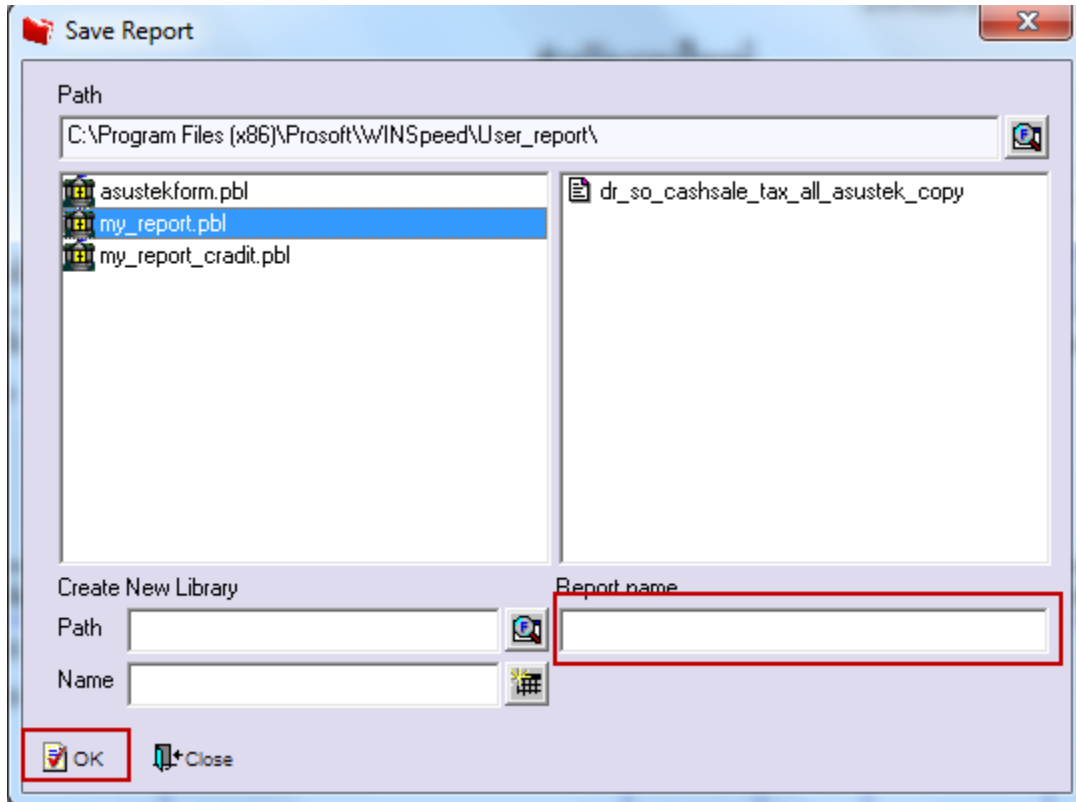 Save Report
Path
C:\Program Files (x86)\Prosoft\WINSpeed\User_report\
asustekform.pbl
my_report.pbl
my_report_cradit.pbl
dr_so_cashsale_tax_all_asustek_copy
Create New Library
Report name
Path
Name
OK
Close